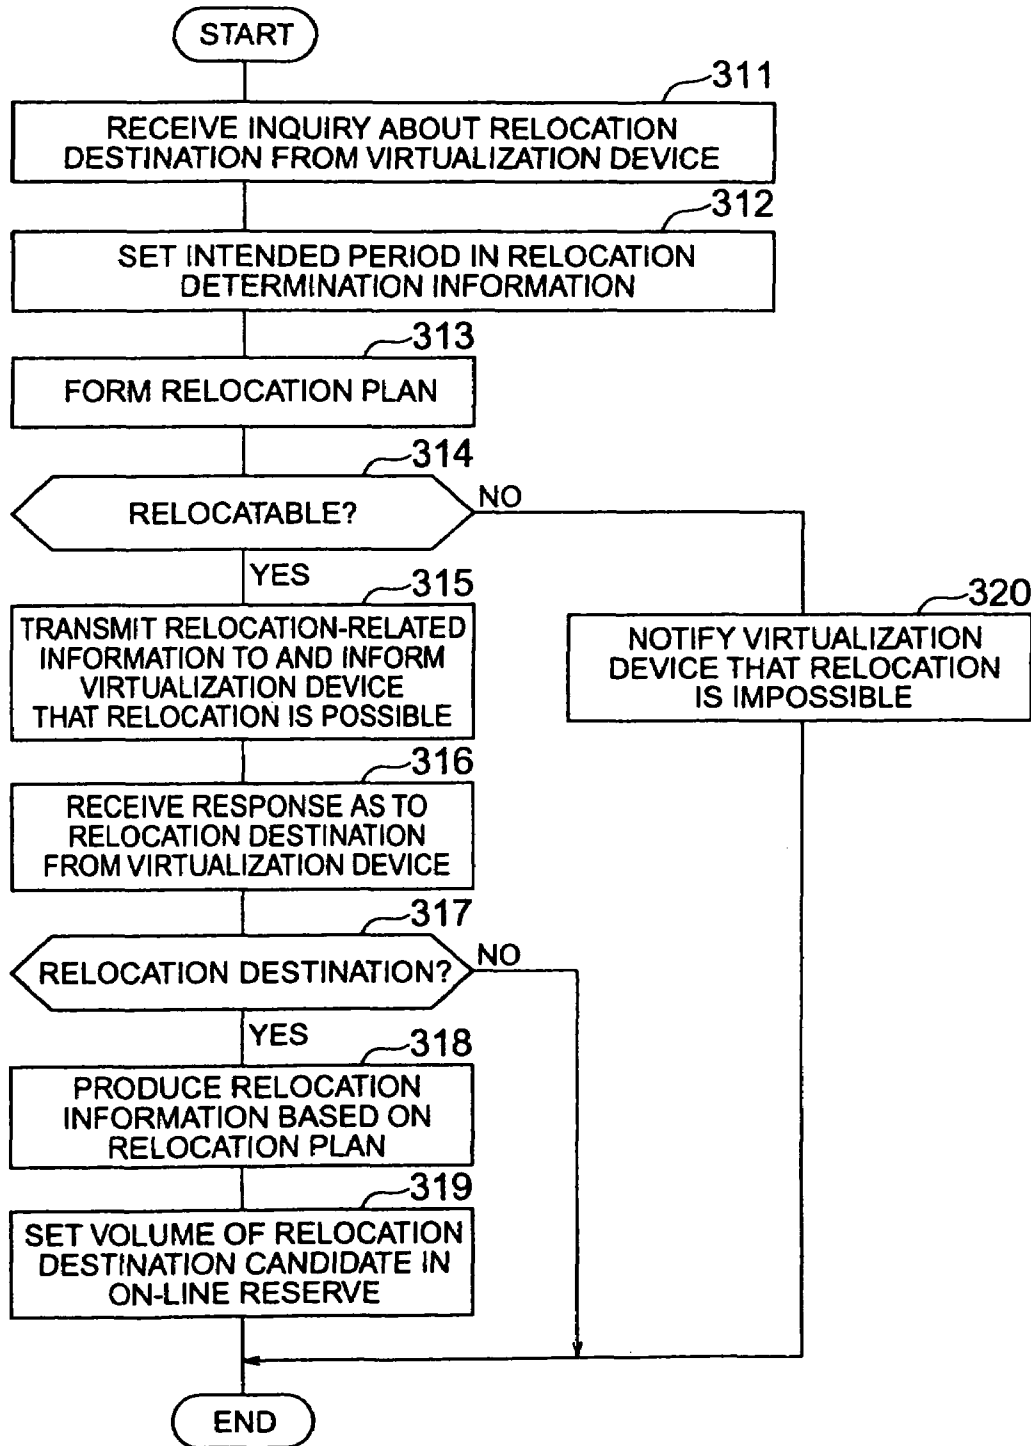 START
311
RECEIVE INQUIRY ABOUT RELOCATION
DESTINATION FROM VIRTUALIZATION DEVICE
312
SET INTENDED PERIOD IN RELOCATION
DETERMINATION INFORMATION
313
FORM RELOCATION PLAN
314
RELOCATABLE?
NO
YES
315
TRANSMIT RELOCATION-RELATED
INFORMATION TO AND INFORM
VIRTUALIZATION DEVICE
THAT RELOCATION IS POSSIBLE
320
NOTIFY VIRTUALIZATION
DEVICE THAT RELOCATION
IS IMPOSSIBLE
316
RECEIVE RESPONSE AS TO
RELOCATION DESTINATION
FROM VIRTUALIZATION DEVICE
317
RELOCATION DESTINATION?
NO
YES
318
PRODUCE RELOCATION
INFORMATION BASED ON
RELOCATION PLAN
319
SET VOLUME OF RELOCATION
DESTINATION CANDIDATE IN
ON-LINE RESERVE
END